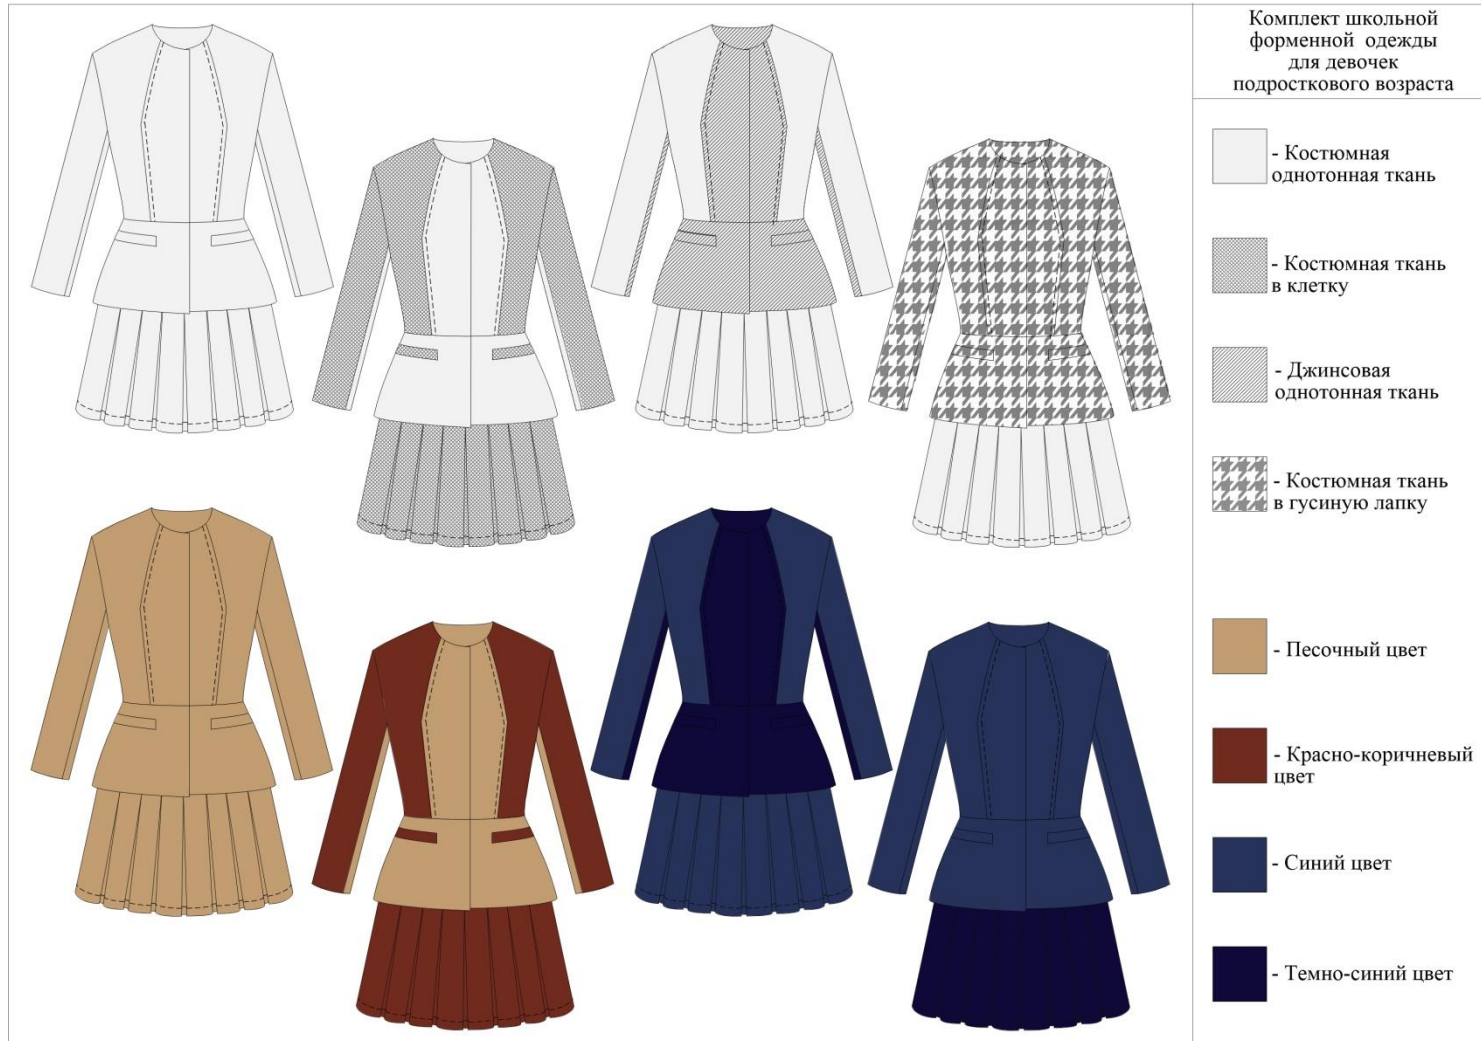 Комплект школьной
форменной одежды
для девочек
подросткового возраста
- Костюмная
однотонная ткань
- Костюмная ткань
в клетку
- Джинсовая
однотонная ткань
- Костюмная ткань
в гусиную лапку
- Песочный цвет
- Красно-коричневый
цвет
- Синий цвет
- Темно-синий цвет